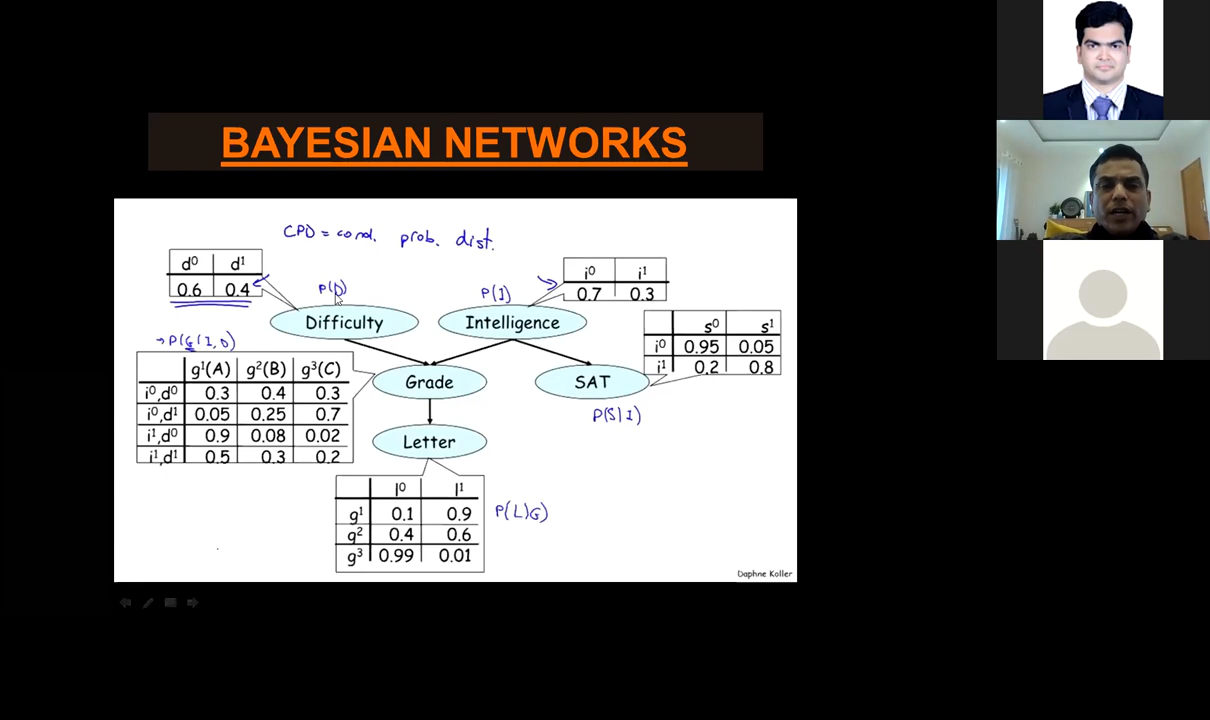 BAYESIAN NETWORKS
CPD = cond. prob. dist.
d⁰ d¹
0.6 0.4
P(D)
P(I)
i⁰ i¹
0.7 0.3
Difficulty
Intelligence
s⁰ s¹
i⁰ 0.95 0.05
i¹ 0.2 0.8
→ P(G | I, D)
g¹(A) g²(B) g³(C)
i⁰,d⁰ 0.3 0.4 0.3
i⁰,d¹ 0.05 0.25 0.7
i¹,d⁰ 0.9 0.08 0.02
i¹,d¹ 0.5 0.3 0.2
Grade
SAT
P(S|I)
Letter
l⁰ l¹
g¹ 0.1 0.9
g² 0.4 0.6
g³ 0.99 0.01
P(L)G)
Daphne Koller